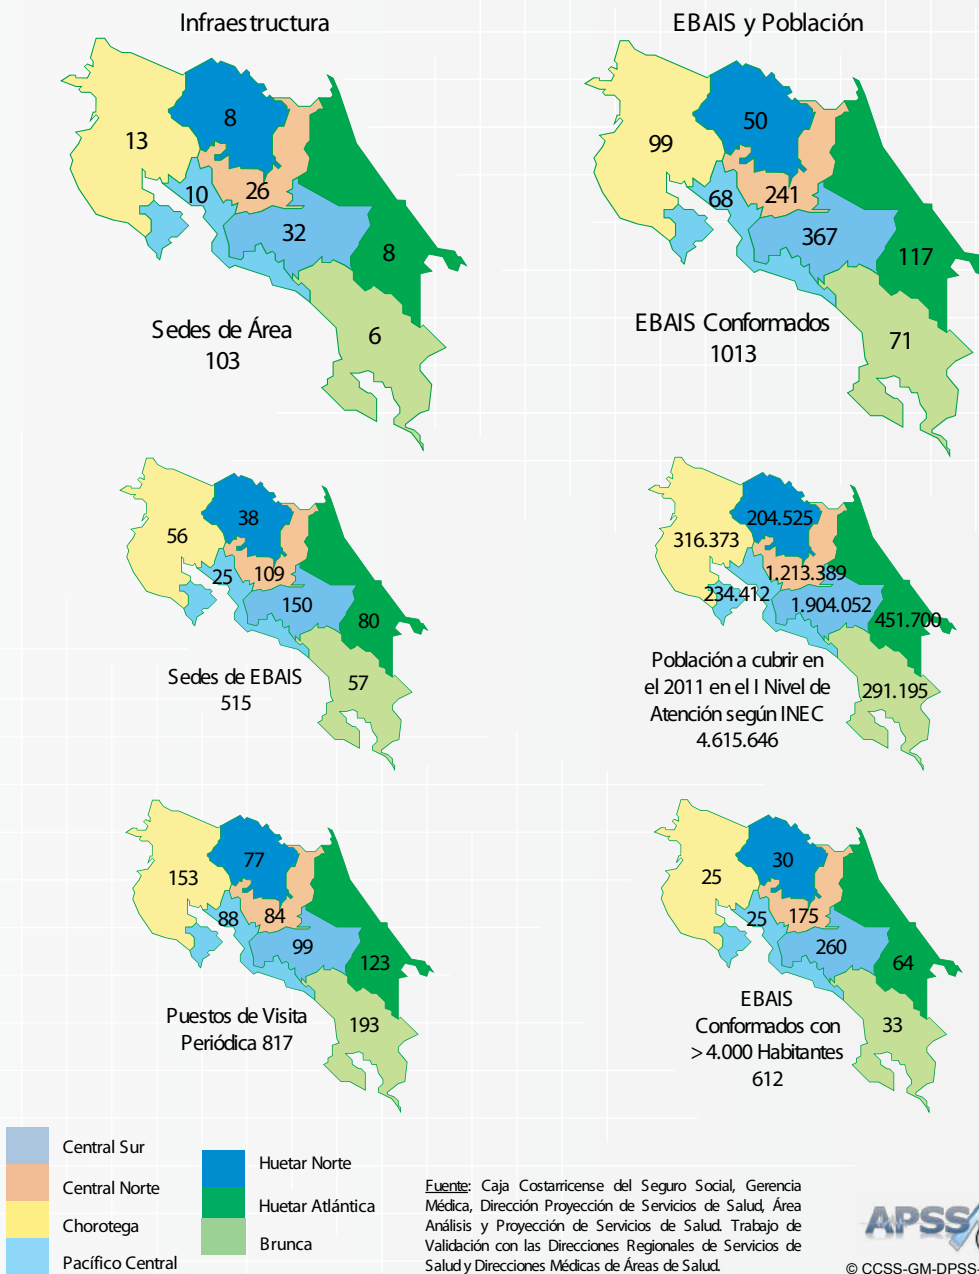 Infraestructura
EBAIS y Población
13
8
10
26
32
8
6
Sedes de Área
103
99
50
68
241
367
117
71
EBAIS Conformados
1013
56
38
25
109
150
80
57
Sedes de EBAIS
515
316.373
204.525
1.213.389
234.412
1.904.052
451.700
291.195
Población a cubrir en
el 2011 en el I Nivel de
Atención según INEC
4.615.646
153
77
88
84
99
123
193
Puestos de Visita
Periódica 817
25
30
25
175
260
64
33
EBAIS
Conformados con
> 4.000 Habitantes
612
Central Sur
Central Norte
Chorotega
Pacífico Central
Huetar Norte
Huetar Atlántica
Brunca
Fuente: Caja Costarricense del Seguro Social, Gerencia
Médica, Dirección Proyección de Servicios de Salud, Área
Análisis y Proyección de Servicios de Salud. Trabajo de
Validación con las Direcciones Regionales de Servicios de
Salud y Direcciones Médicas de Áreas de Salud.
APSS
© CCSS-GM-DPSS-